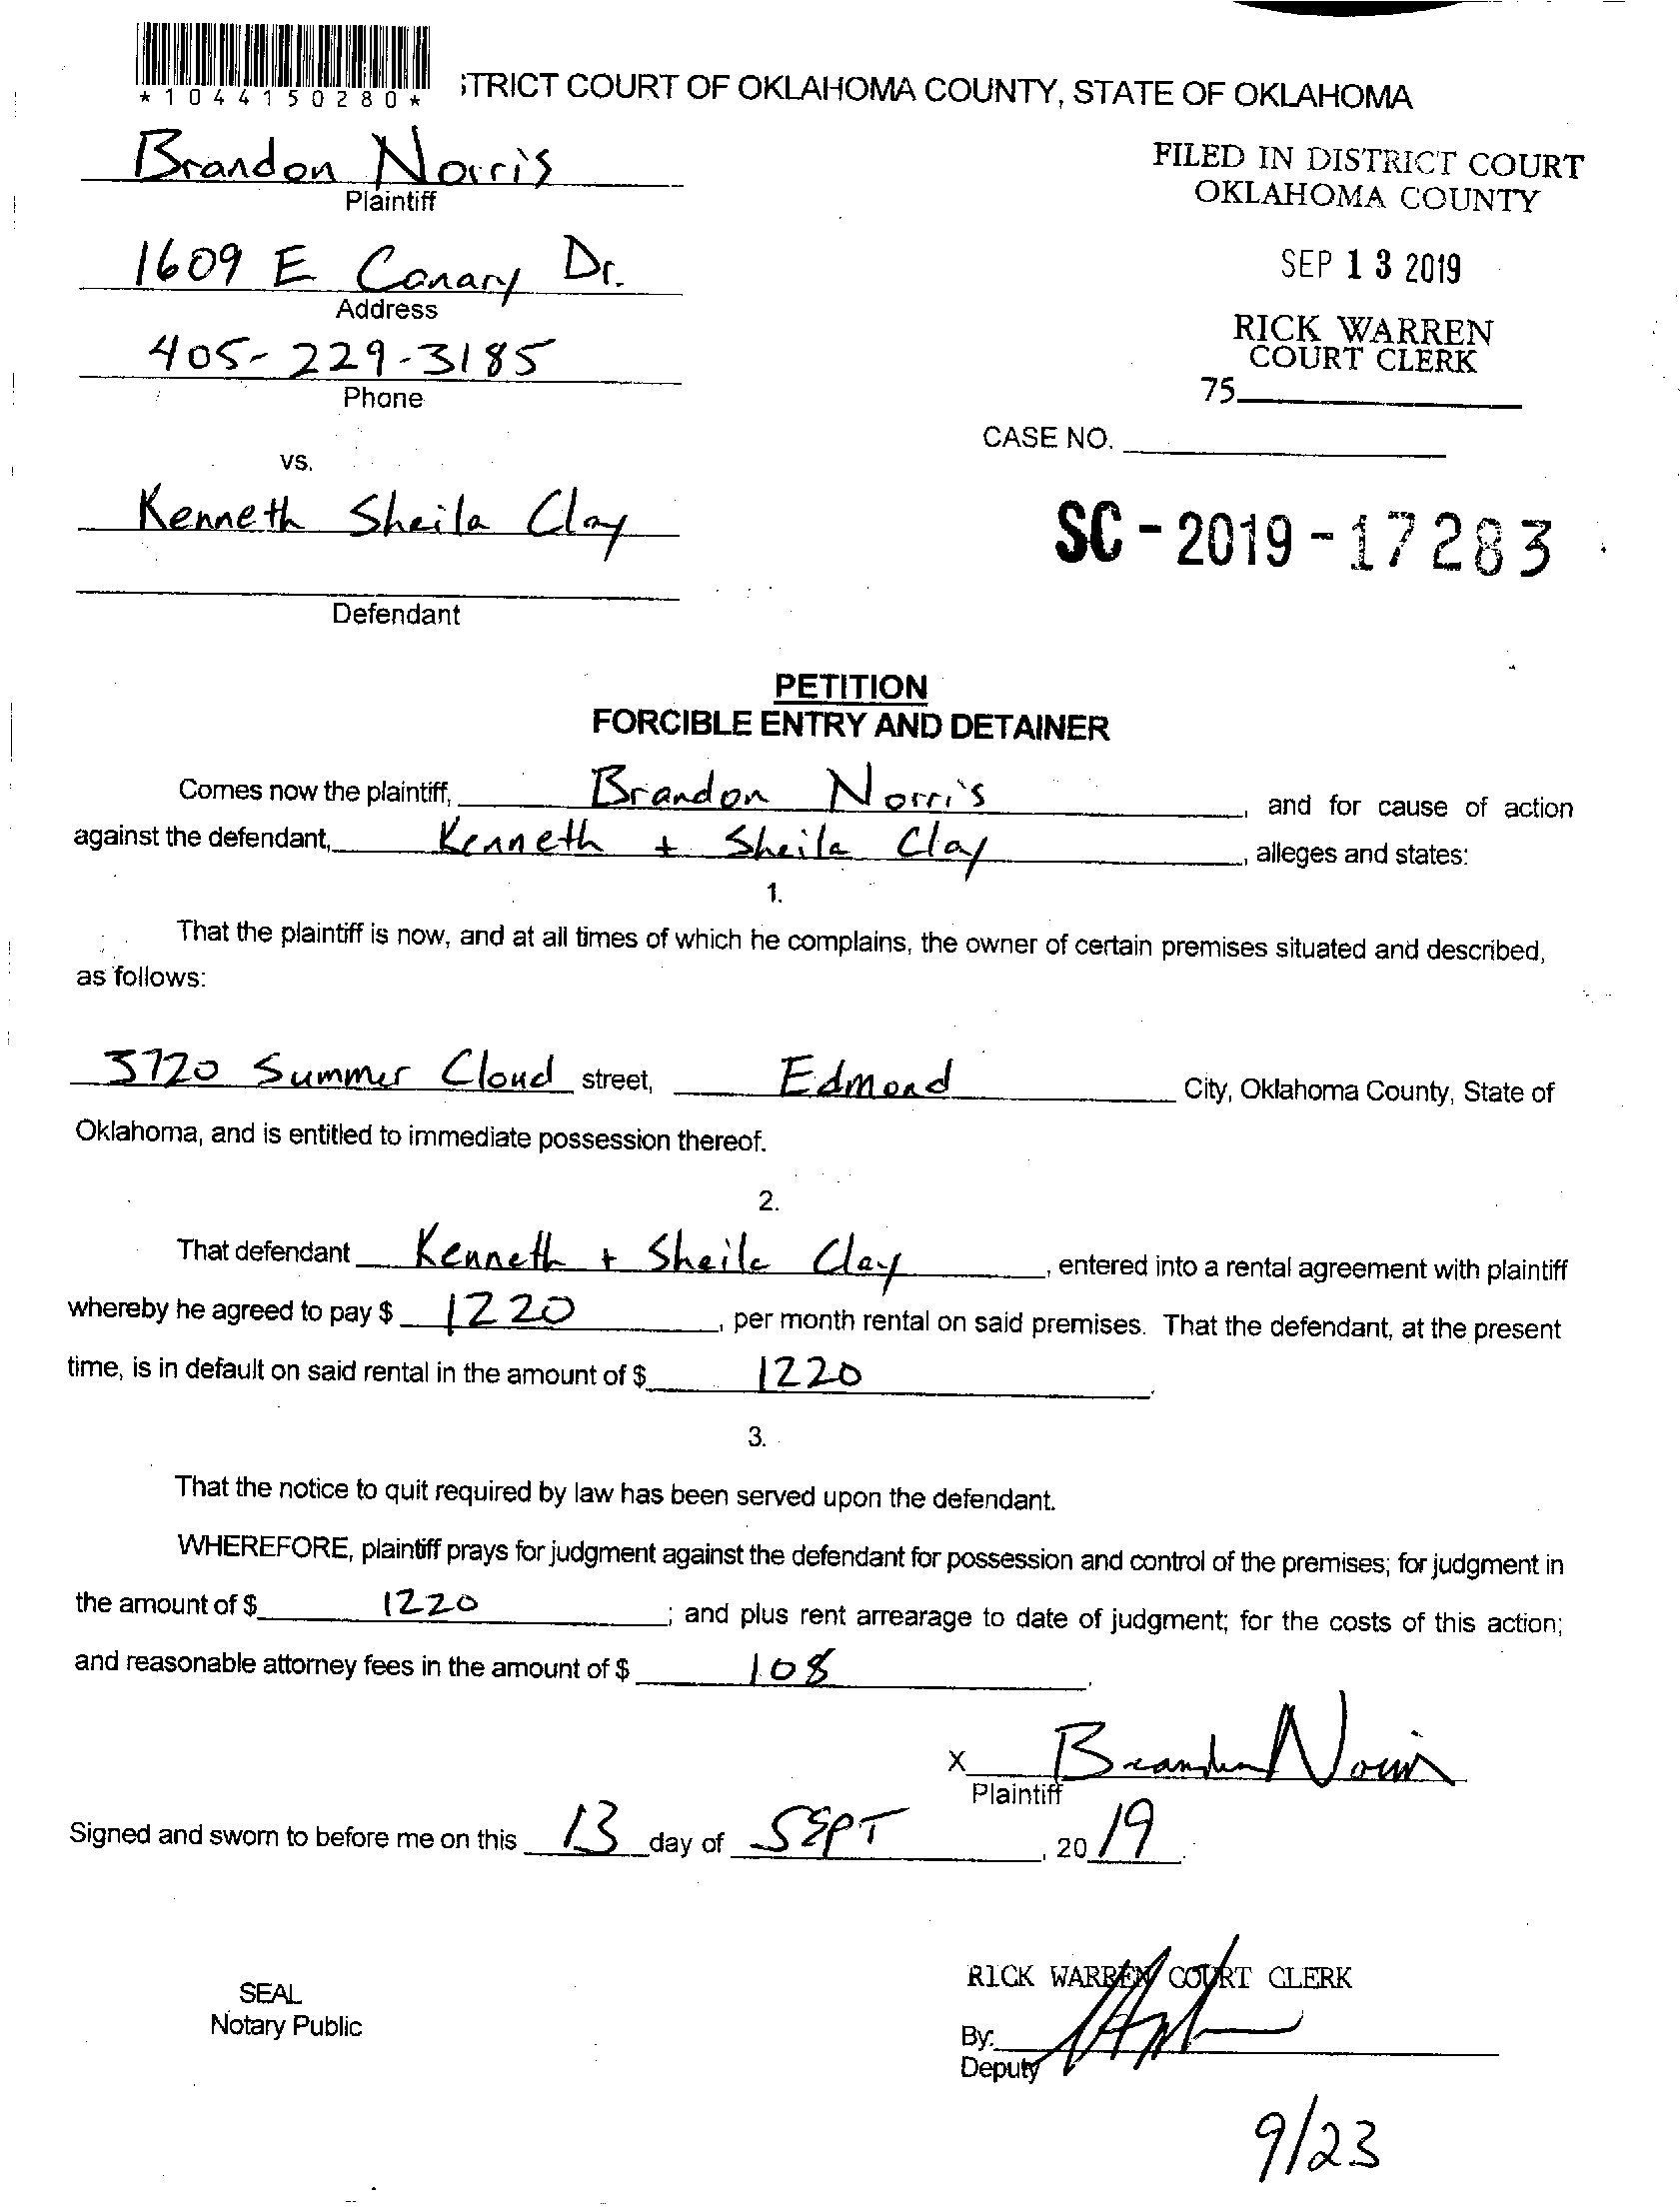 *1044150280*
STRICT COURT OF OKLAHOMA COUNTY, STATE OF OKLAHOMA
Brandon Norris
Plaintiff
FILED IN DISTRICT COURT
OKLAHOMA COUNTY
1609 E Canary Dr.
Address
SEP 13 2019
405-229-3185
Phone
RICK WARREN
COURT CLERK
75
CASE NO.
vs.
Kenneth Sheila Clay
SC-2019-17283
Defendant
PETITION
FORCIBLE ENTRY AND DETAINER
Comes now the plaintiff, Brandon Norris, and for cause of action
against the defendant, Kenneth + Sheila Clay, alleges and states:
1.
That the plaintiff is now, and at all times of which he complains, the owner of certain premises situated and described,
as follows:
3720 Summer Cloud street, Edmond City, Oklahoma County, State of
Oklahoma, and is entitled to immediate possession thereof.
2.
That defendant Kenneth + Sheila Clay, entered into a rental agreement with plaintiff
whereby he agreed to pay $ 1220, per month rental on said premises. That the defendant, at the present
time, is in default on said rental in the amount of $ 1220.
3.
That the notice to quit required by law has been served upon the defendant.
WHEREFORE, plaintiff prays for judgment against the defendant for possession and control of the premises; for judgment in
the amount of $ 1220; and plus rent arrearage to date of judgment; for the costs of this action;
and reasonable attorney fees in the amount of $ 108.
X Brandon Norris
Plaintiff
Signed and sworn to before me on this 13 day of SEPT, 2019.
RICK WARREN COURT CLERK
SEAL
Notary Public
By:
Deputy
9/23